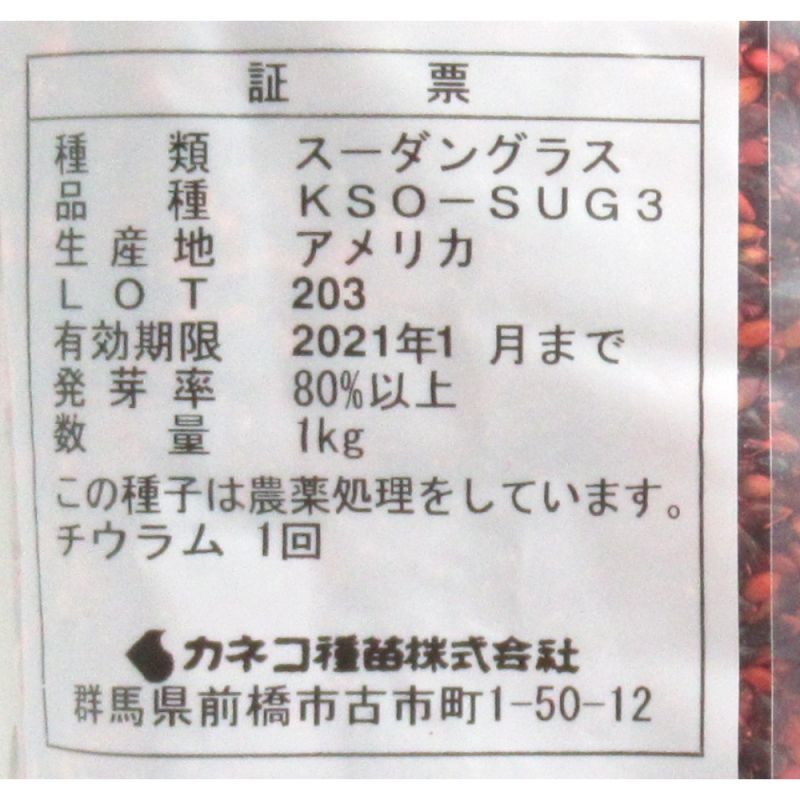 証票
種類 スーダングラス
品種 KSO-SUG3
生産地 アメリカ
LOT 203
有効期限 2021年1 月まで
発芽率 80%以上
数量 1kg
この種子は農薬処理をしています。
チウラム 1回
カネコ種苗株式会社
群馬県前橋市古市町1-50-12